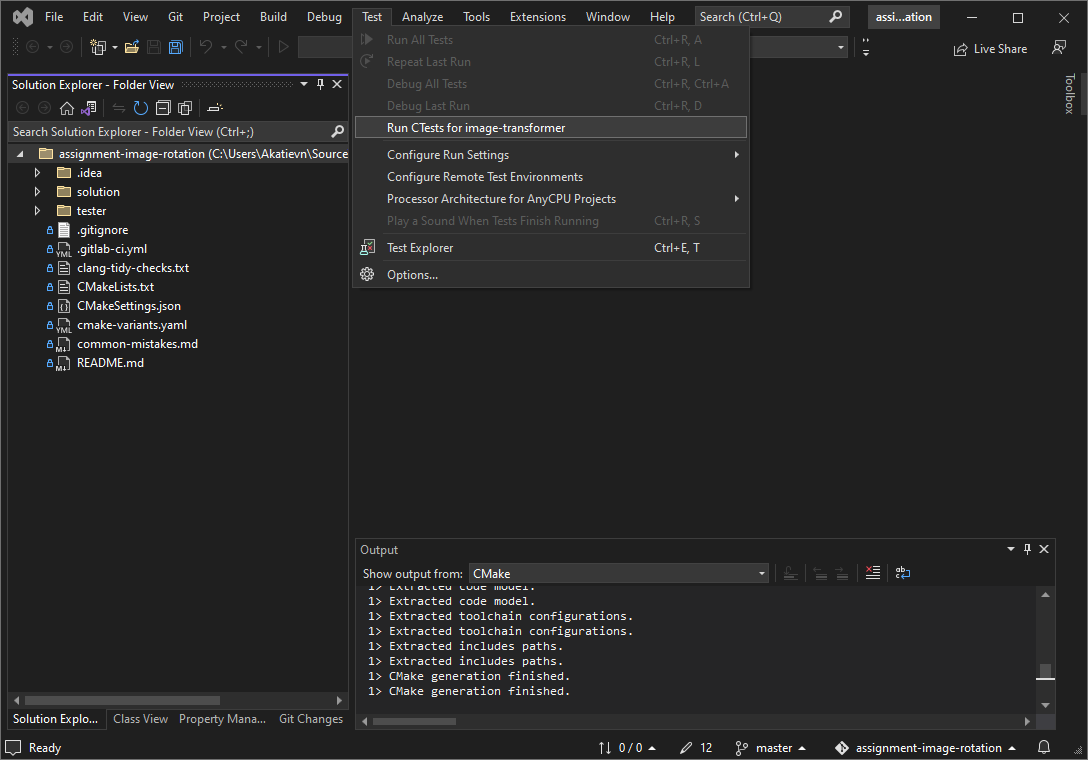 File Edit View Git Project Build Debug Test Analyze Tools Extensions Window Help Search (Ctrl+Q) assi...ation
Live Share
Run All Tests Ctrl+R, A
Repeat Last Run Ctrl+R, L
Debug All Tests Ctrl+R, Ctrl+A
Debug Last Run Ctrl+R, D
Run CTests for image-transformer
Configure Run Settings
Configure Remote Test Environments
Processor Architecture for AnyCPU Projects
Play a Sound When Tests Finish Running Ctrl+R, S
Test Explorer Ctrl+E, T
Options...
Toolbox
Solution Explorer - Folder View
Search Solution Explorer - Folder View (Ctrl+;)
assignment-image-rotation (C:\Users\Akatievn\Source
.idea
solution
tester
.gitignore
YML .gitlab-ci.yml
clang-tidy-checks.txt
CMakeLists.txt
CMakeSettings.json
YML cmake-variants.yaml
M↓ common-mistakes.md
M↓ README.md
Solution Explo... Class View Property Mana... Git Changes
Output
Show output from: CMake
1> Extracted code model.
1> Extracted code model.
1> Extracted toolchain configurations.
1> Extracted toolchain configurations.
1> Extracted includes paths.
1> Extracted includes paths.
1> CMake generation finished.
1> CMake generation finished.
Ready 0 / 0 12 master assignment-image-rotation